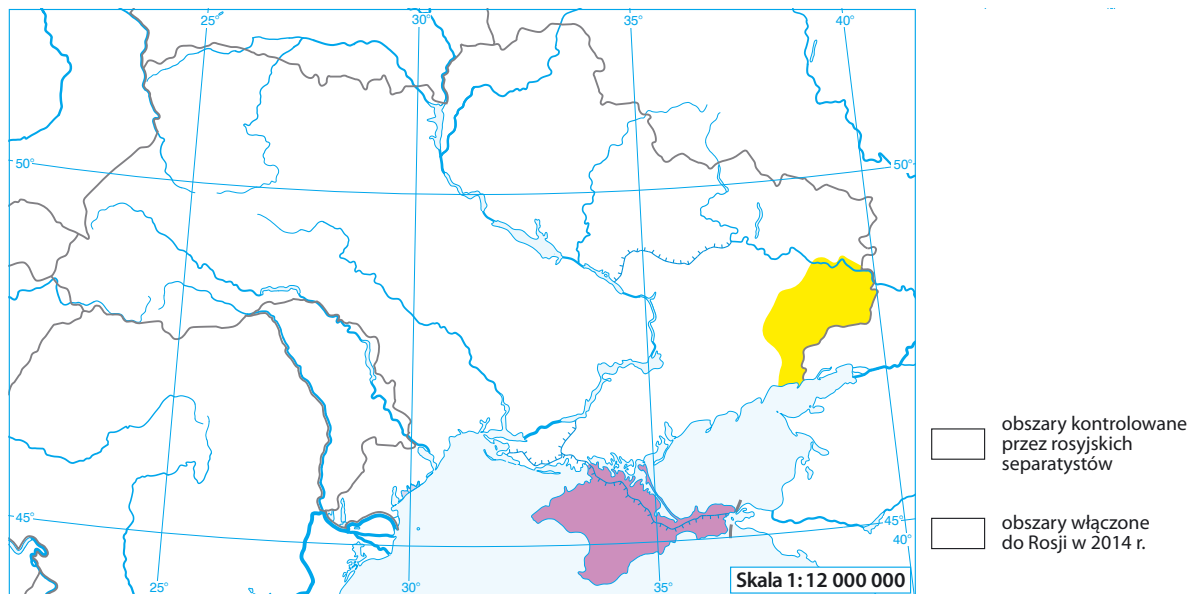 25°
30°
35°
40°
50°
50°
45°
45°
40°
25°
30°
35°
Skala 1:12 000 000
obszary kontrolowane
przez rosyjskich
separatystów
obszary włączone
do Rosji w 2014 r.